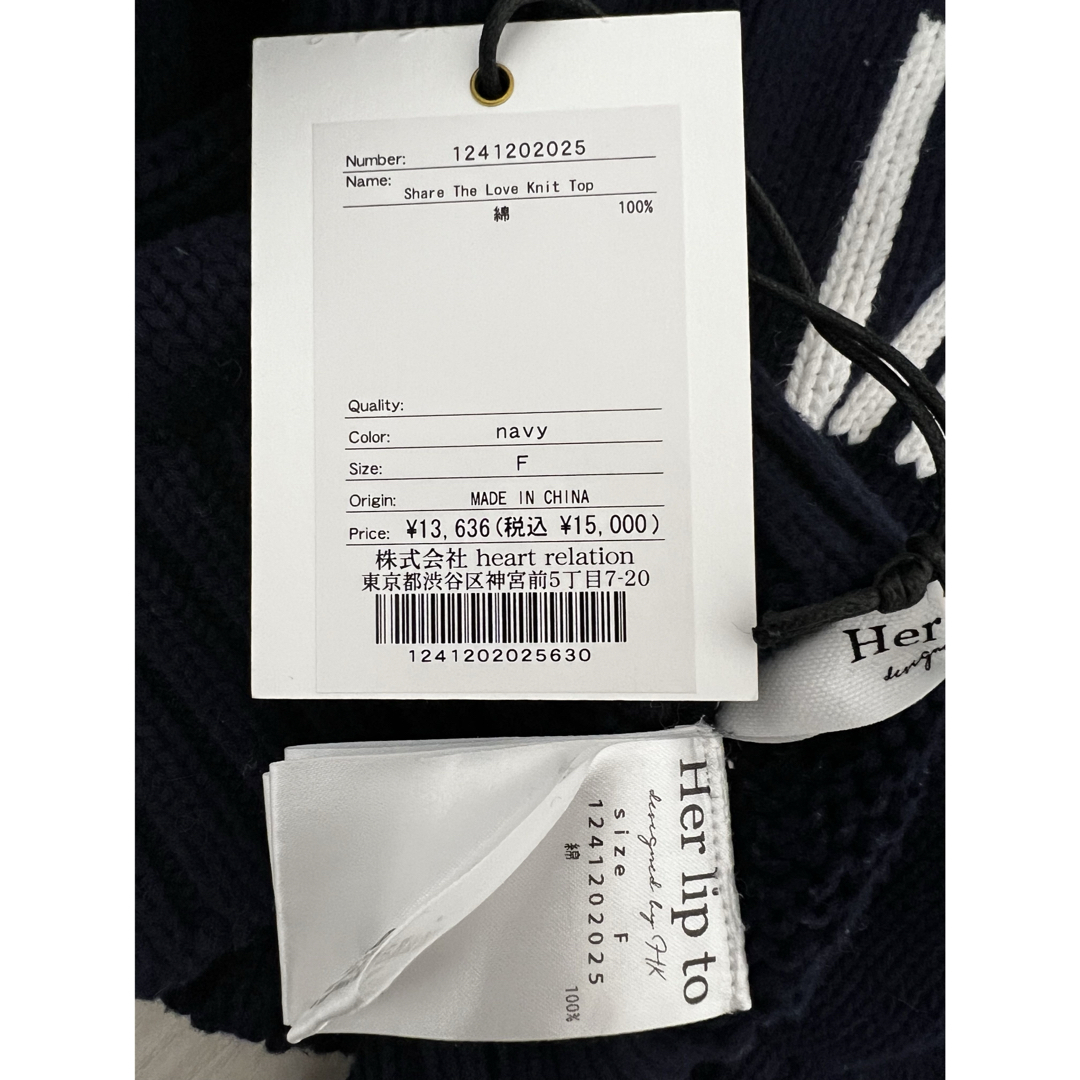 Number: 1241202025
Name: Share The Love Knit Top
綿 100%
Quality:
Color: navy
Size: F
Origin: MADE IN CHINA
Price: ¥13,636(税込 ¥15,000)
株式会社 heart relation
東京都渋谷区神宮前5丁目7-20
1241202025630
Her
Her lip to
designed by HK
size F
1241202025
綿 100%